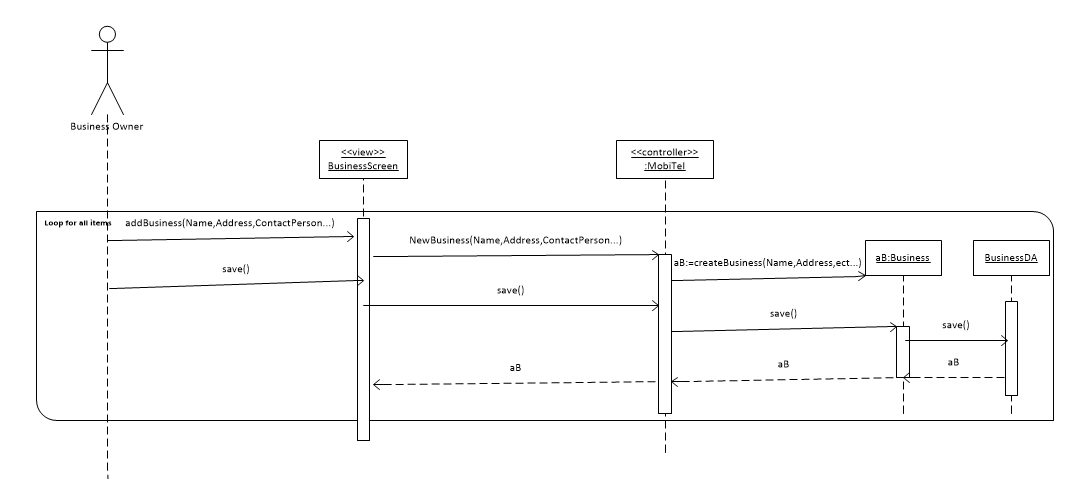 Business Owner
<<view>>
BusinessScreen
<<controller>>
:MobiTel
Loop for all items
addBusiness(Name,Address,ContactPerson...)
NewBusiness(Name,Address,ContactPerson...)
aB:=createBusiness(Name,Address,ect...)
aB:Business
BusinessDA
save()
save()
save()
save()
aB
aB
aB